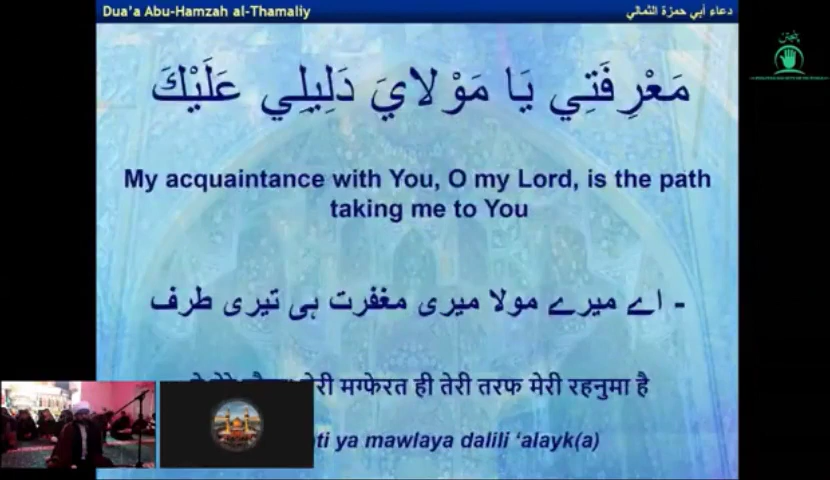 Dua'a Abu-Hamzah al-Thamaliy
دعاء أبي حمزة الثمالي
مَعْرِفَتِي يَا مَوْلايَ دَلِيلِي عَلَيْكَ
My acquaintance with You, O my Lord, is the path
taking me to You
- اے میرے مولا میری مغفرت ہی تیری طرف
मग्फेरत ही तेरी तरफ मेरी रहनुमा है
ya mawlaya dalili 'alayk(a)